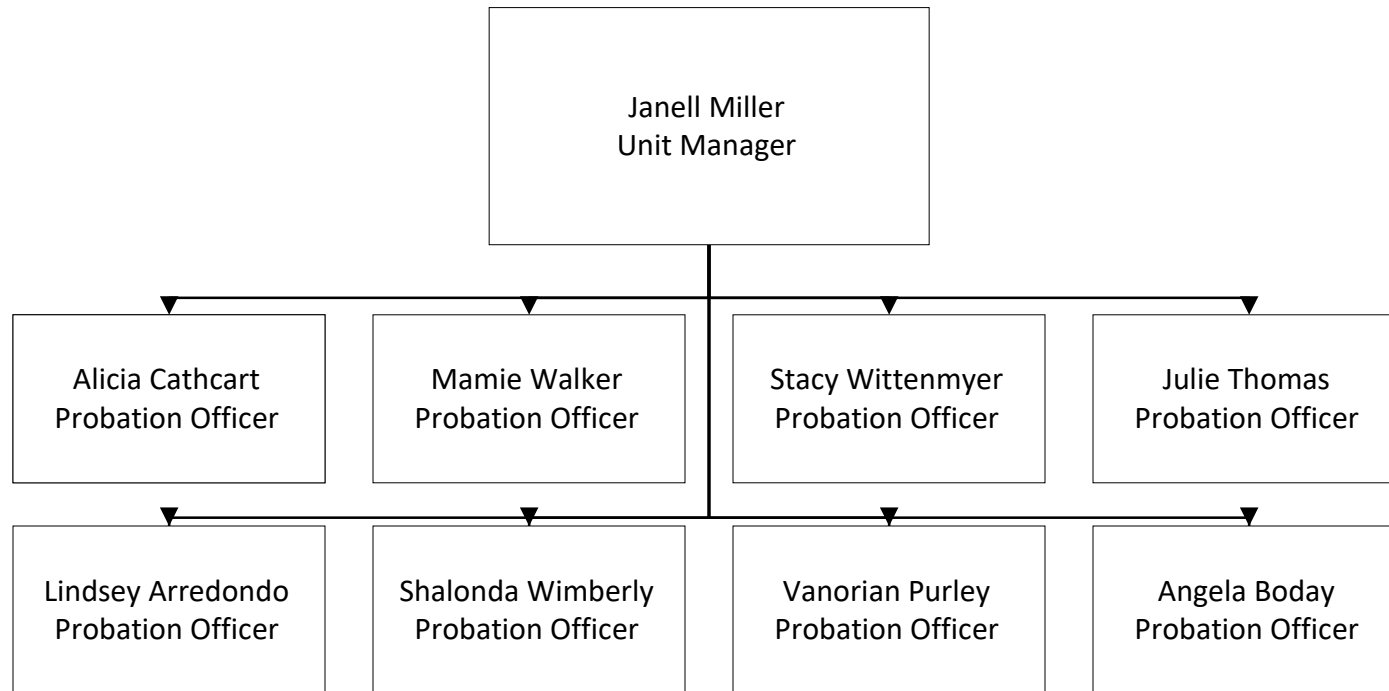 Janell Miller
Unit Manager
Alicia Cathcart
Probation Officer
Mamie Walker
Probation Officer
Stacy Wittenmyer
Probation Officer
Julie Thomas
Probation Officer
Lindsey Arredondo
Probation Officer
Shalonda Wimberly
Probation Officer
Vanorian Purley
Probation Officer
Angela Boday
Probation Officer